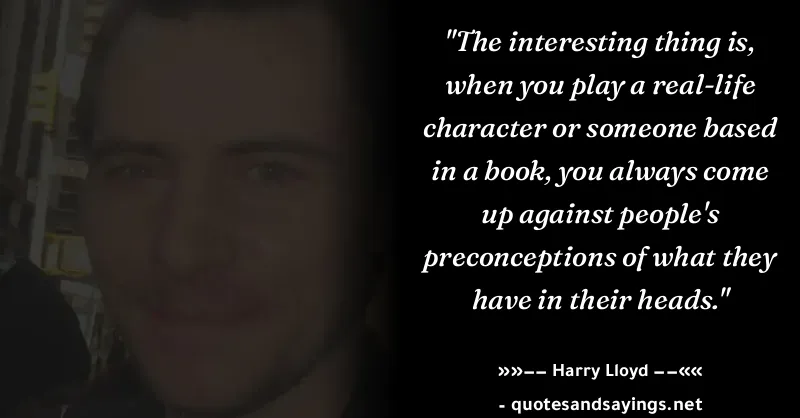 "The interesting thing is,
when you play a real-life
character or someone based
in a book, you always come
up against people's
preconceptions of what they
have in their heads."
»»–– Harry Lloyd ––««
- quotesandsayings.net